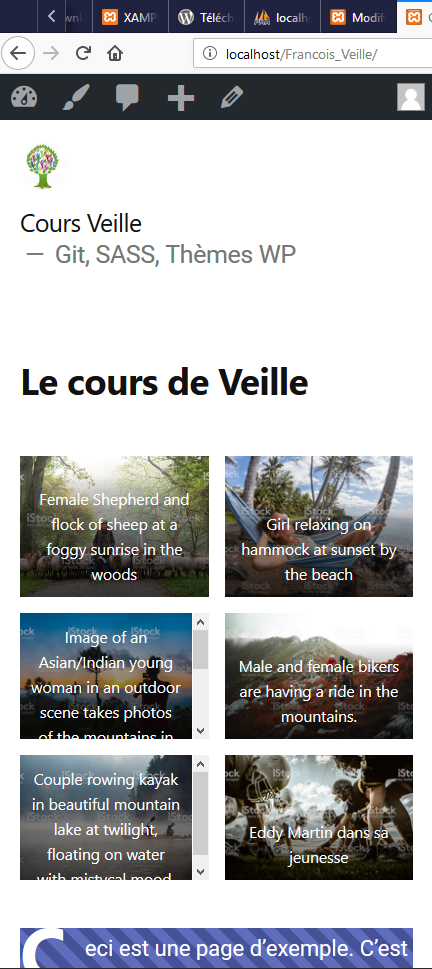 wnl
XAMP
Téléch
localh
Modifi
localhost/Francois_Veille/
Cours Veille
— Git, SASS, Thèmes WP
Le cours de Veille
Female Shepherd and
flock of sheep at a
foggy sunrise in the
woods
Girl relaxing on
hammock at sunset by
the beach
Image of an
Asian/Indian young
woman in an outdoor
scene takes photos
of the mountains in
Male and female bikers
are having a ride in the
mountains.
Couple rowing kayak
in beautiful mountain
lake at twilight,
floating on water
with mistycal mood
Eddy Martin dans sa
jeunesse
Ceci est une page d’exemple. C’est